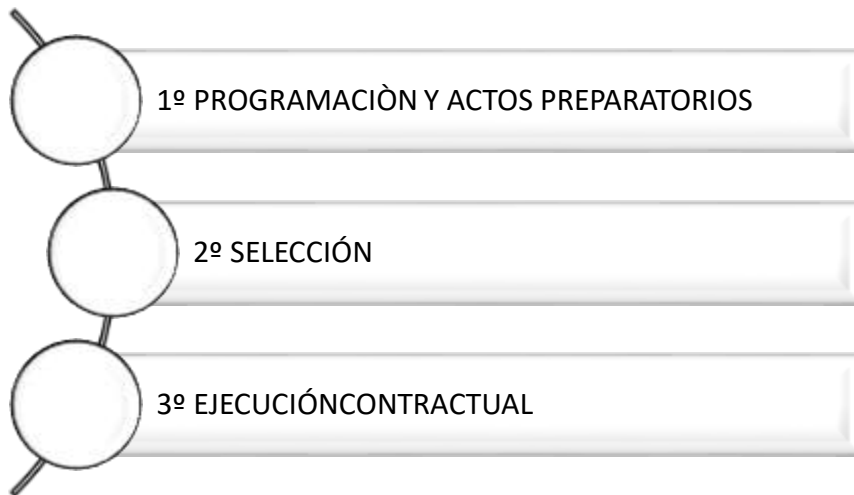 1º PROGRAMACIÒN Y ACTOS PREPARATORIOS
2º SELECCIÓN
3º EJECUCIÓNCONTRACTUAL